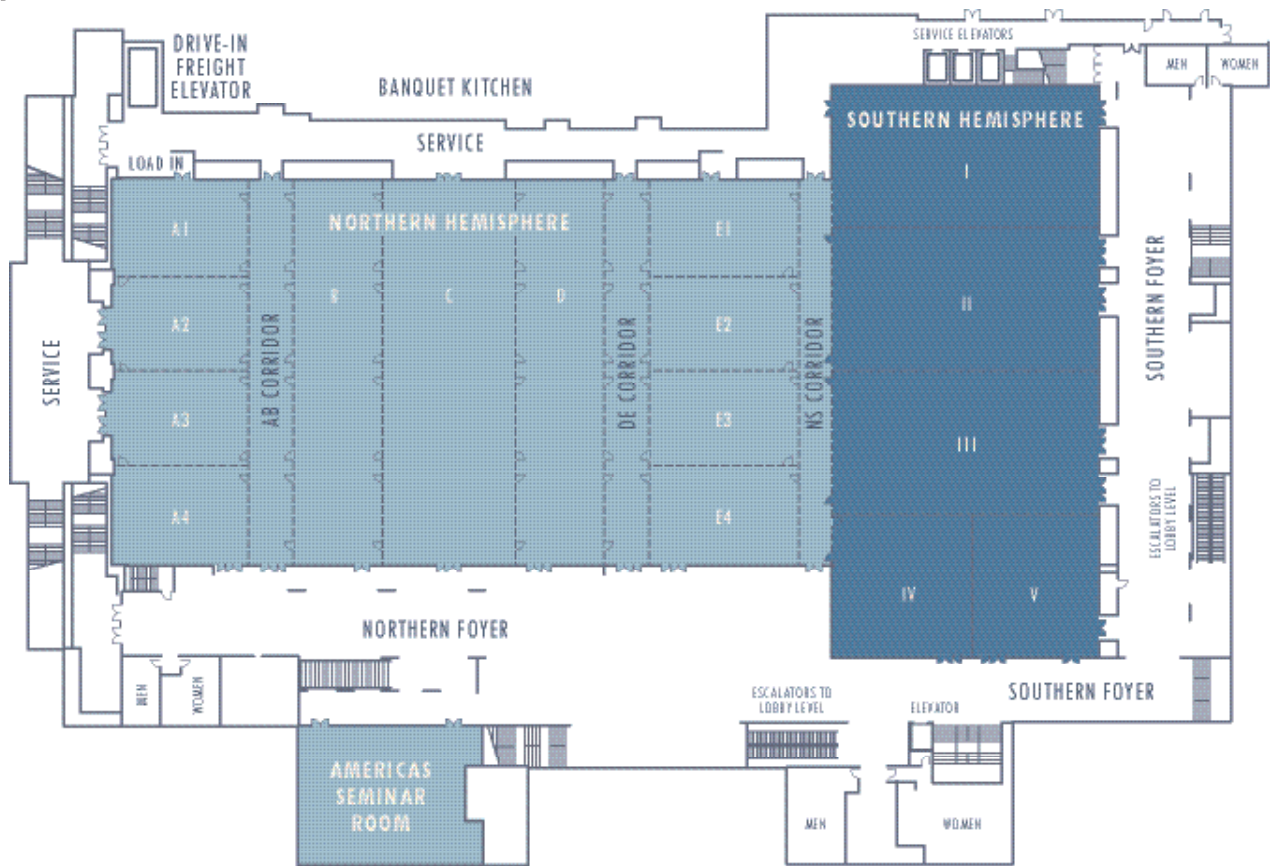 DRIVE-IN
FREIGHT
ELEVATOR
BANQUET KITCHEN
SERVICE ELEVATORS
MEN
WOMEN
SERVICE
LOAD IN
SOUTHERN HEMISPHERE
I
NORTHERN HEMISPHERE
A1
E1
SOUTHERN FOYER
B
C
D
II
A2
E2
SERVICE
AB CORRIDOR
DE CORRIDOR
NS CORRIDOR
A3
E3
III
A4
E4
ESCALATORS TO
LOBBY LEVEL
IV
V
NORTHERN FOYER
MEN
WOMEN
ESCALATORS TO
LOBBY LEVEL
ELEVATOR
SOUTHERN FOYER
AMERICAS
SEMINAR
ROOM
MEN
WOMEN